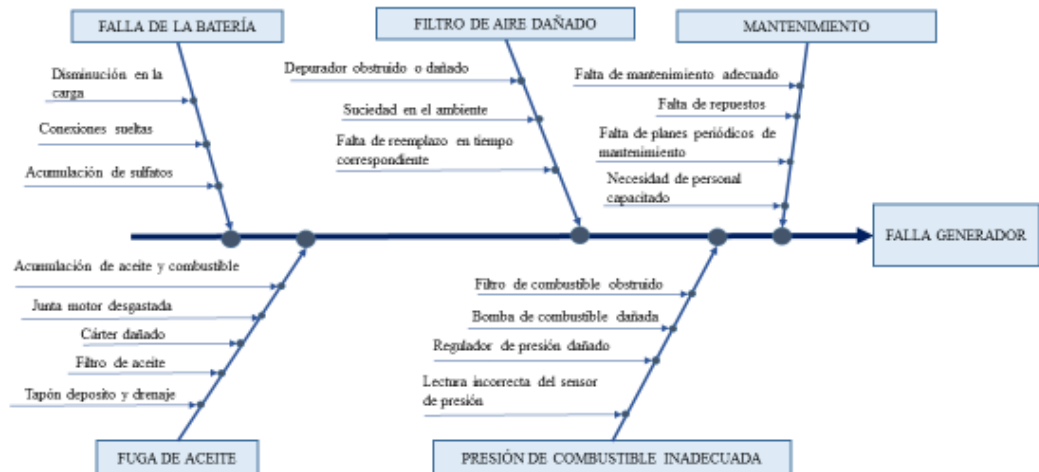 FALLA DE LA BATERÍA
FILTRO DE AIRE DAÑADO
MANTENIMIENTO
Disminución en la
carga
Conexiones sueltas
Acumulación de sulfatos
Depurador obstruido o dañado
Suciedad en el ambiente
Falta de reemplazo en tiempo
correspondiente
Falta de mantenimiento adecuado
Falta de repuestos
Falta de planes periódicos de
mantenimiento
Necesidad de personal
capacitado
FALLA GENERADOR
Acumulación de aceite y combustible
Junta motor desgastada
Cárter dañado
Filtro de aceite
Tapón deposito y drenaje
Filtro de combustible obstruido
Bomba de combustible dañada
Regulador de presión dañado
Lectura incorrecta del sensor
de presión
FUGA DE ACEITE
PRESIÓN DE COMBUSTIBLE INADECUADA